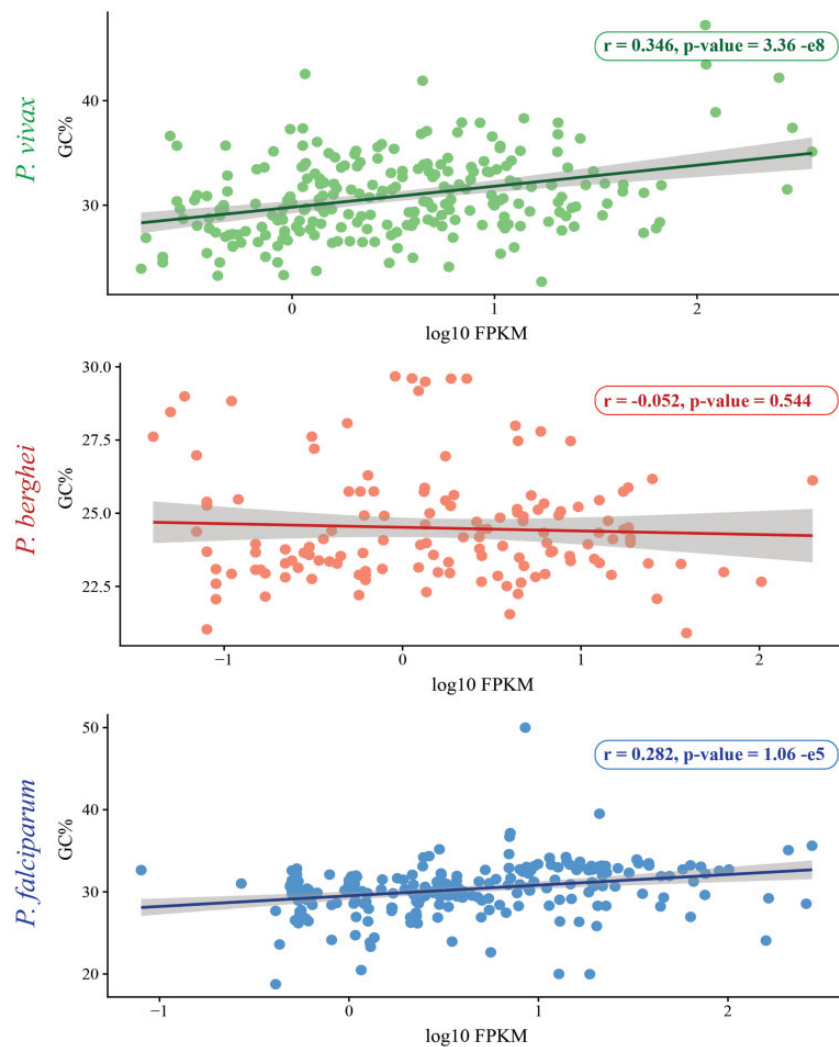 P. vivax
GC%
40
30
r = 0.346, p-value = 3.36 -e8
0 1 2
log10 FPKM
P. berghei
GC%
30.0
27.5
25.0
22.5
r = -0.052, p-value = 0.544
−1 0 1 2
log10 FPKM
P. falciparum
GC%
50
40
30
20
r = 0.282, p-value = 1.06 -e5
−1 0 1 2
log10 FPKM